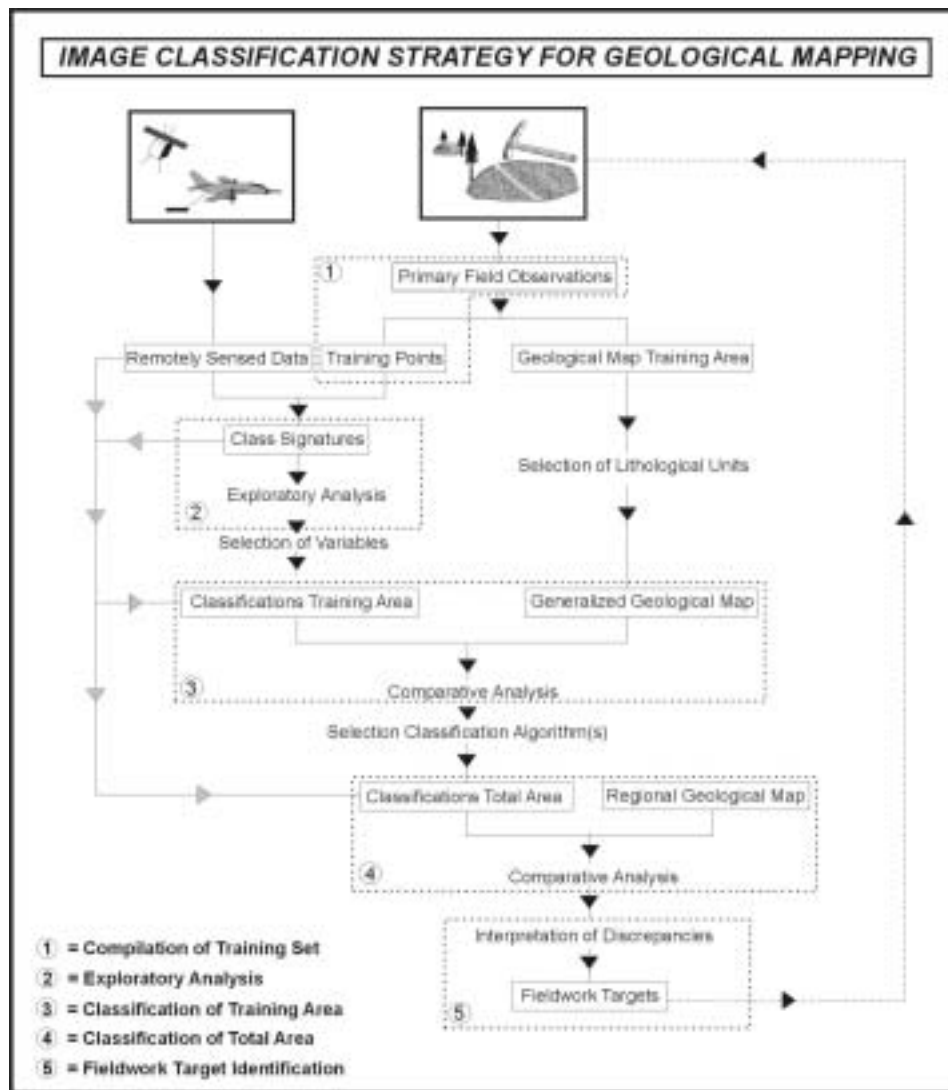 IMAGE CLASSIFICATION STRATEGY FOR GEOLOGICAL MAPPING
1 Primary Field Observations
Remotely Sensed Data Training Points Geological Map Training Area
Class Signatures
Selection of Lithological Units
Exploratory Analysis
2
Selection of Variables
Classifications Training Area Generalized Geological Map
3 Comparative Analysis
Selection Classification Algorithm(s)
Classifications Total Area Regional Geological Map
4 Comparative Analysis
Interpretation of Discrepancies
Fieldwork Targets
5
1 = Compilation of Training Set
2 = Exploratory Analysis
3 = Classification of Training Area
4 = Classification of Total Area
5 = Fieldwork Target Identification